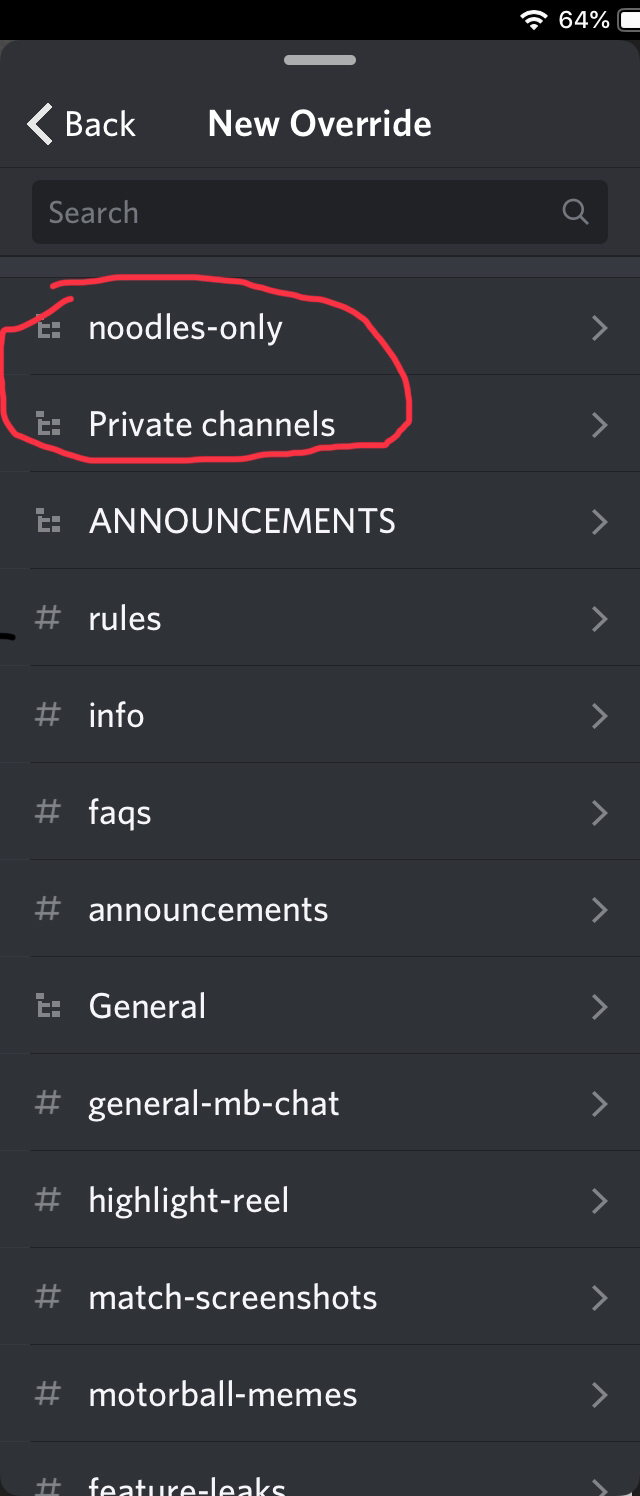 64%
Back New Override
Search
noodles-only
Private channels
ANNOUNCEMENTS
# rules
# info
# faqs
# announcements
General
# general-mb-chat
# highlight-reel
# match-screenshots
# motorball-memes
# feature-leaks